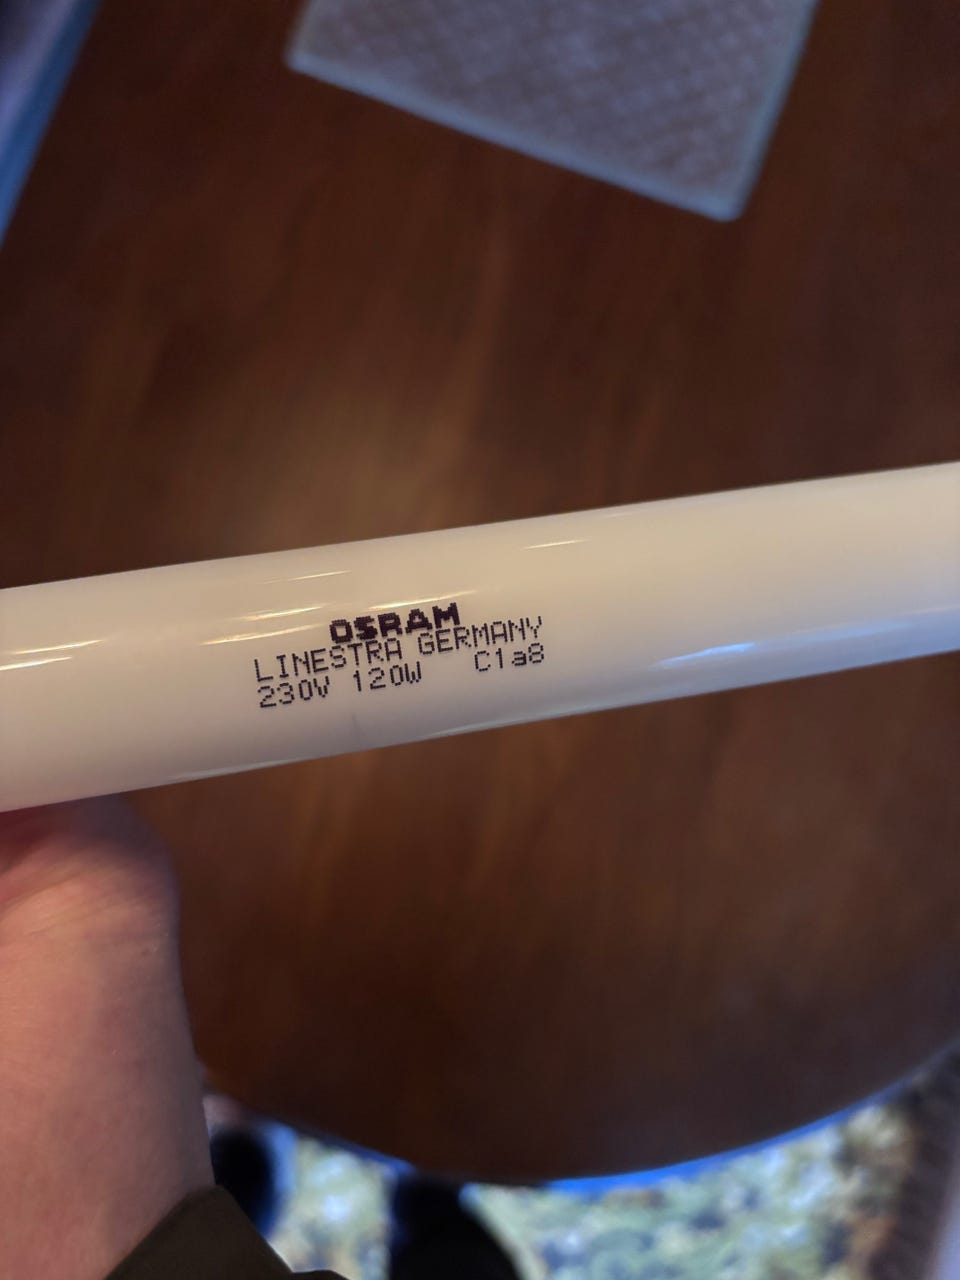 OSRAM
LINESTRA GERMANY
230V 120W C1a8